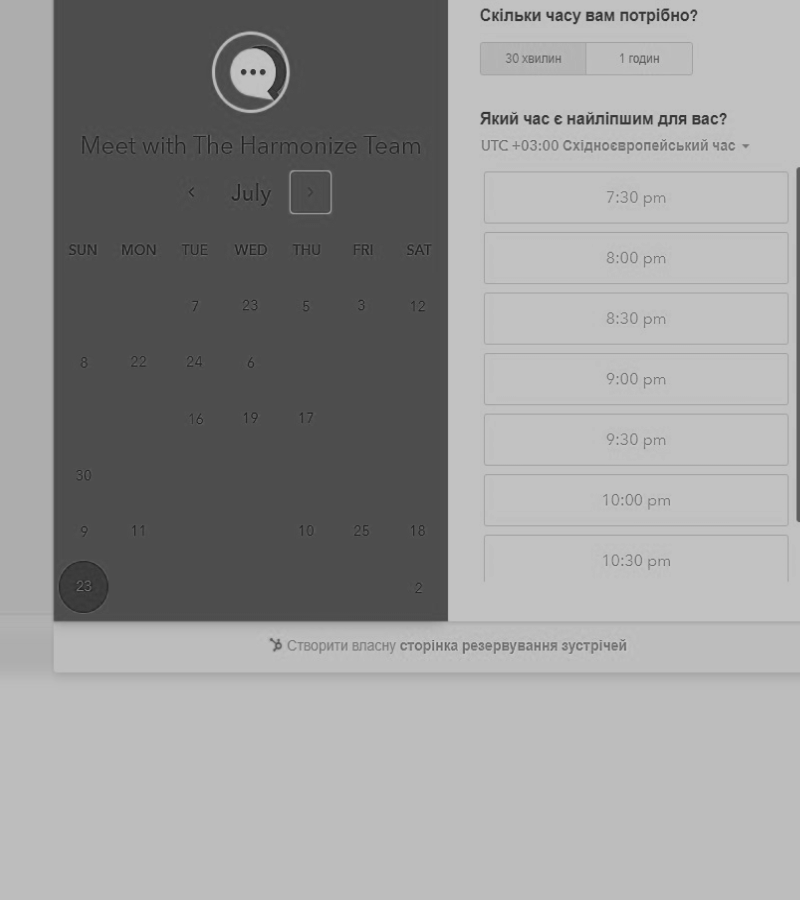 Meet with The Harmonize Team
July
SUN MON TUE WED THU FRI SAT
7 23 5 3 12
8 22 24 6
16 19 17
30
9 11 10 25 18
23 2
Скільки часу вам потрібно?
30 хвилин 1 годин
Який час є найліпшим для вас?
UTC +03:00 Східноєвропейський час
7:30 pm
8:00 pm
8:30 pm
9:00 pm
9:30 pm
10:00 pm
10:30 pm
Створити власну сторінка резервування зустрічей